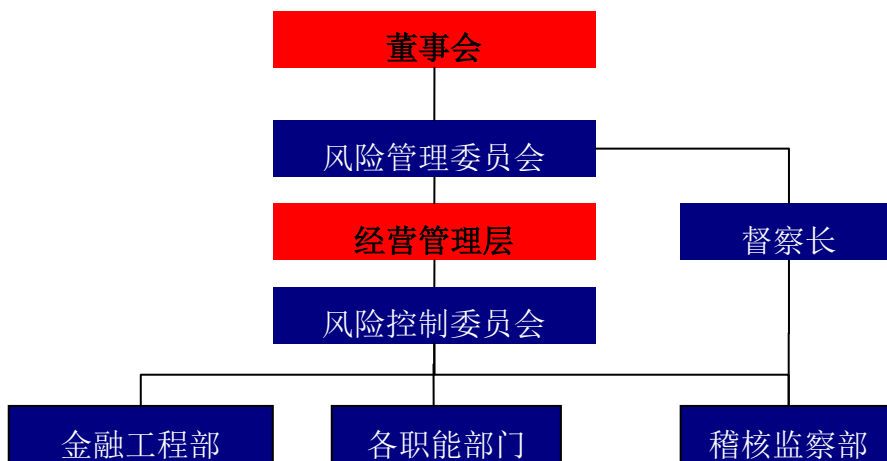 董事会
风险管理委员会
经营管理层
督察长
风险控制委员会
金融工程部
各职能部门
稽核监察部